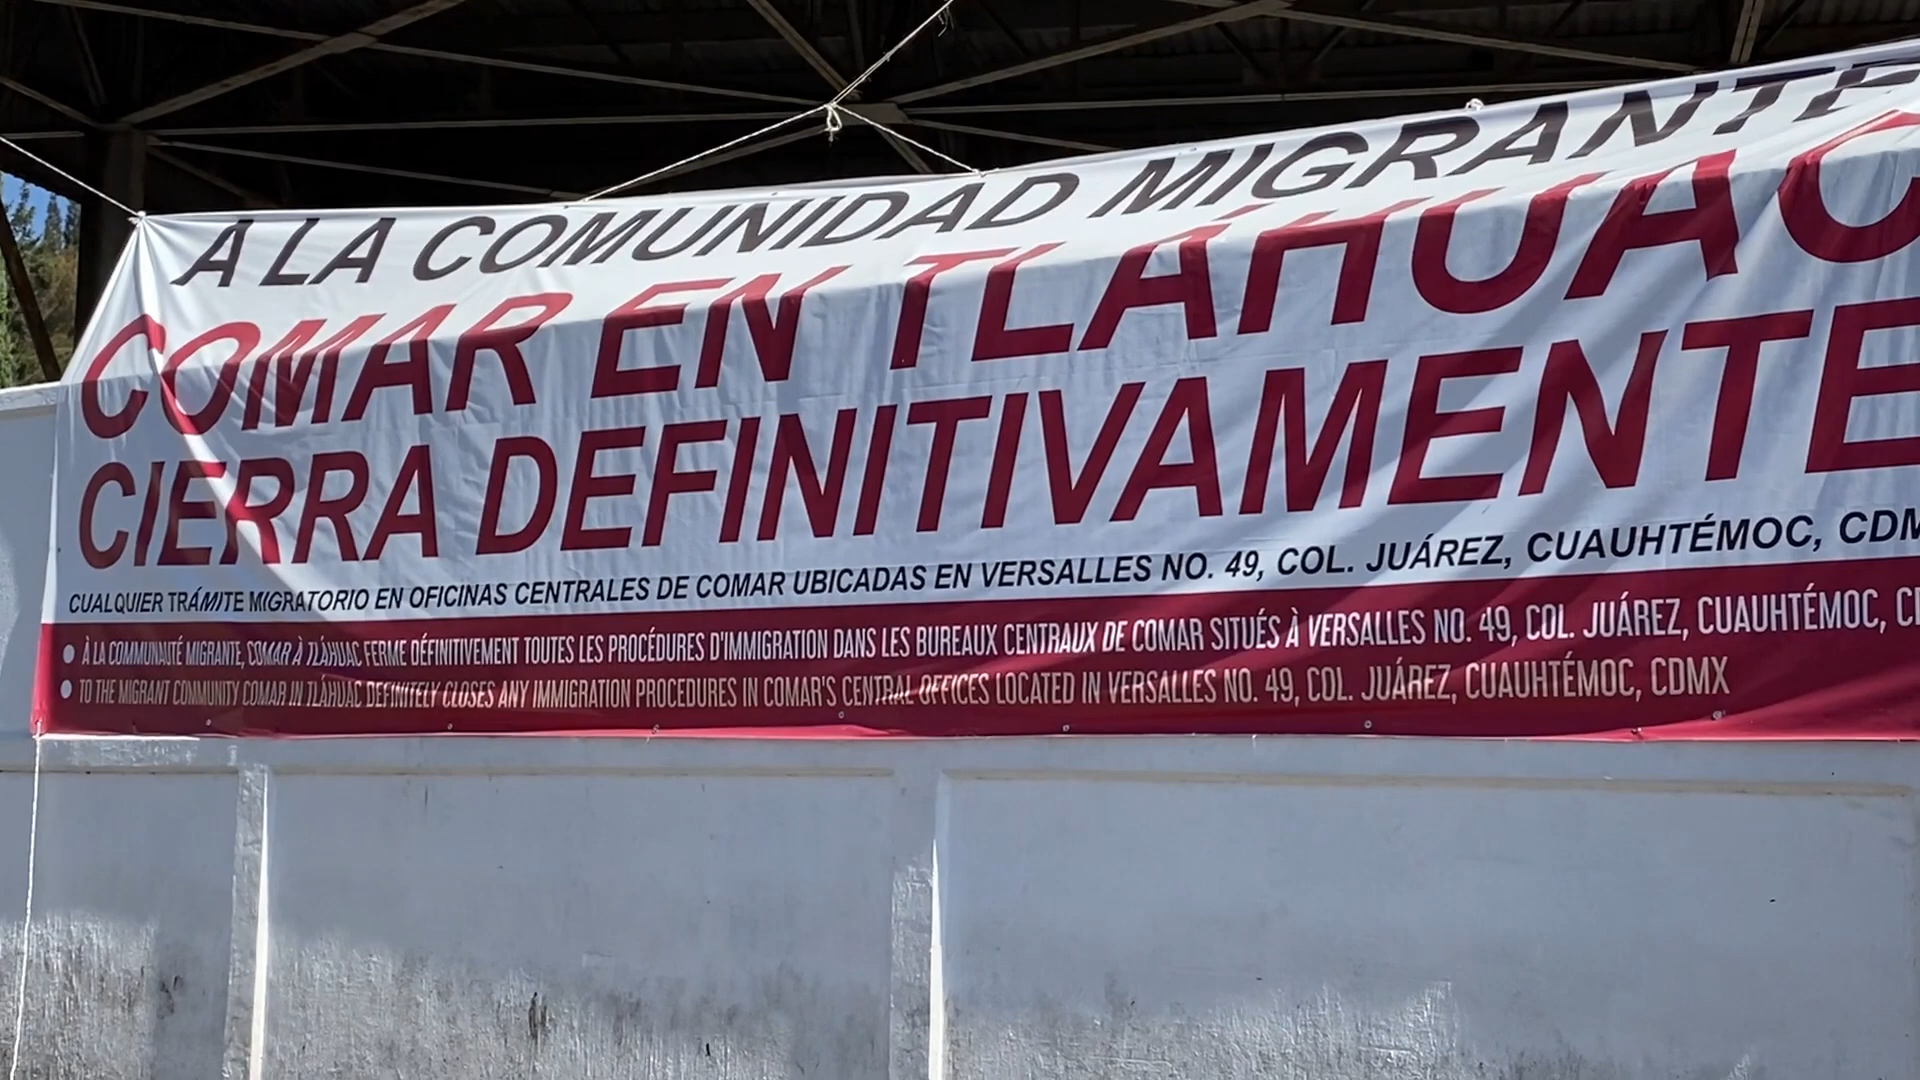 A LA COMUNIDAD MIGRANTE
COMAR EN TLÁHUAC
CIERRA DEFINITIVAMENTE
CUALQUIER TRÁMITE MIGRATORIO EN OFICINAS CENTRALES DE COMAR UBICADAS EN VERSALLES NO. 49, COL. JUÁREZ, CUAUHTÉMOC, CDM
À LA COMMUNAUTÉ MIGRANTE, COMAR À TLÁHUAC FERME DÉFINITIVEMENT TOUTES LES PROCÉDURES D'IMMIGRATION DANS LES BUREAUX CENTRAUX DE COMAR SITUÉS À VERSALLES NO. 49, COL. JUÁREZ, CUAUHTÉMOC, C
TO THE MIGRANT COMMUNITY COMAR IN TLÁHUAC DEFINITELY CLOSES ANY IMMIGRATION PROCEDURES IN COMAR'S CENTRAL OFFICES LOCATED IN VERSALLES NO. 49, COL. JUÁREZ, CUAUHTÉMOC, CDMX